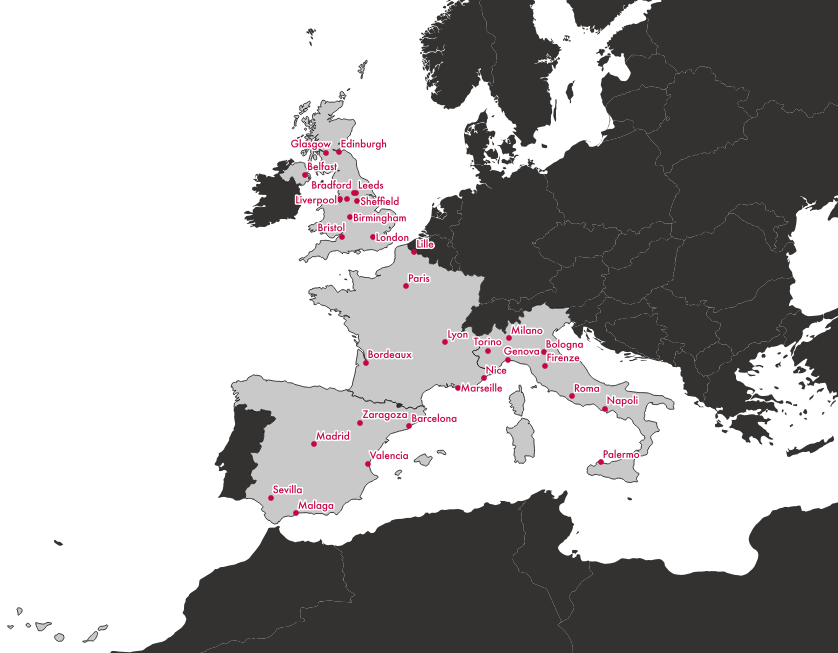 Glasgow
Edinburgh
Belfast
Bradford
Leeds
Liverpool
Sheffield
Birmingham
Bristol
London
Lille
Paris
Lyon
Milano
Torino
Bologna
Genova
Bordeaux
Firenze
Nice
Marseille
Roma
Napoli
Zaragoza
Barcelona
Madrid
Valencia
Palermo
Sevilla
Malaga